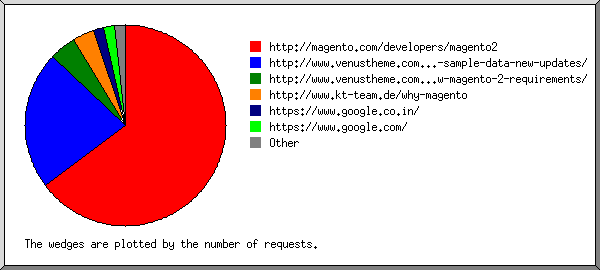 http://magento.com/developers/magento2
http://www.venustheme.com...-sample-data-new-updates/
http://www.venustheme.com...w-magento-2-requirements/
http://www.kt-team.de/why-magento
https://www.google.co.in/
https://www.google.com/
Other
The wedges are plotted by the number of requests.